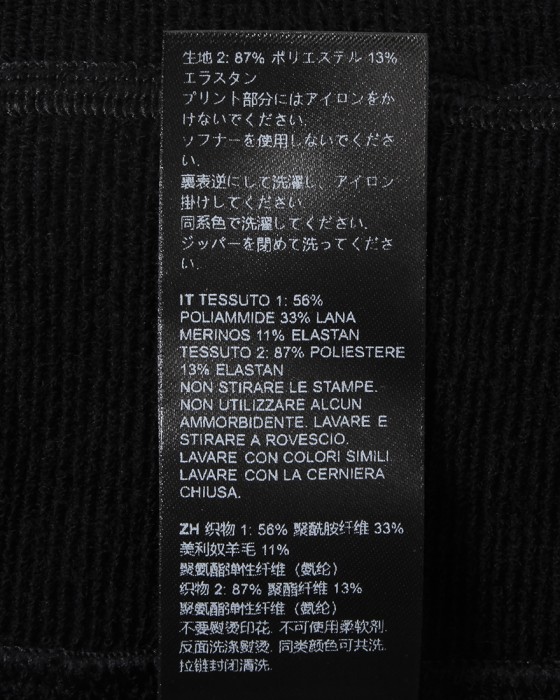 生地 2: 87% ポリエステル 13%
エラスタン
プリント部分にはアイロンをか
けないでください.
ソフナーを使用しないでくださ
い.
裏表逆にして洗濯し、アイロン
掛けしてください.
同系色で洗濯してください.
ジッパーを閉めて洗ってくださ
い.
IT TESSUTO 1: 56%
POLIAMMIDE 33% LANA
MERINOS 11% ELASTAN
TESSUTO 2: 87% POLIESTERE
13% ELASTAN
NON STIRARE LE STAMPE.
NON UTILIZZARE ALCUN
AMMORBIDENTE. LAVARE E
STIRARE A ROVESCIO.
LAVARE CON COLORI SIMILI.
LAVARE CON LA CERNIERA
CHIUSA.
ZH 织物 1: 56% 聚酰胺纤维 33%
美利奴羊毛 11%
聚氨酯弹性纤维（氨纶）
织物 2: 87% 聚酯纤维 13%
聚氨酯弹性纤维（氨纶）
不要熨烫印花. 不可使用柔软剂.
反面洗涤熨烫. 同类颜色可共洗.
拉链封闭清洗.